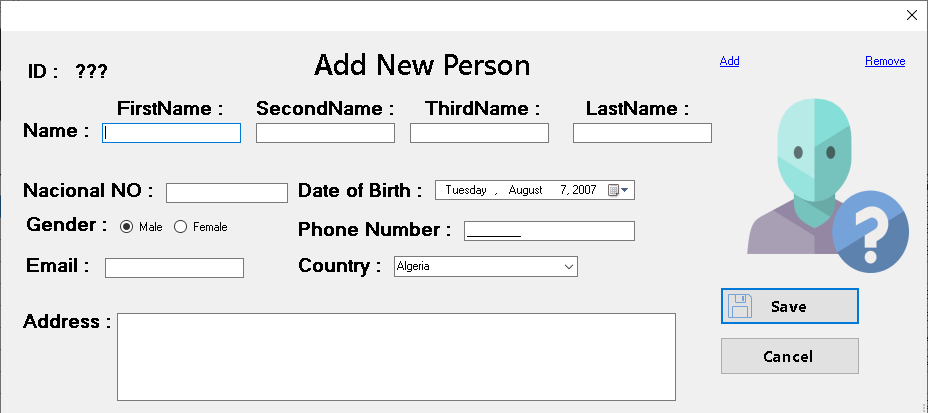 ID : ???
Add New Person
Add
Remove
FirstName :
SecondName :
ThirdName :
LastName :
Name :
Nacional NO :
Date of Birth :
Tuesday , August 7, 2007
Gender :
Male
Female
Phone Number :
Email :
Country :
Algeria
?
Save
Address :
Cancel